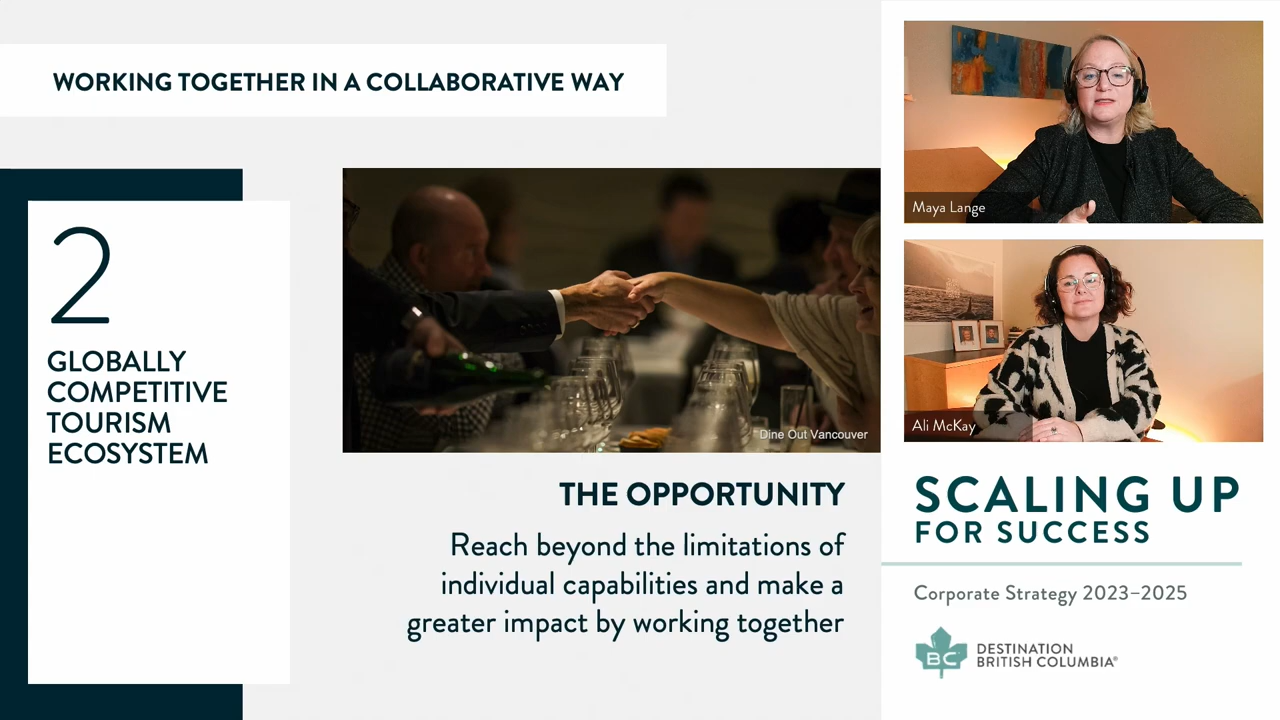 WORKING TOGETHER IN A COLLABORATIVE WAY
2
GLOBALLY
COMPETITIVE
TOURISM
ECOSYSTEM
Dine Out Vancouver
THE OPPORTUNITY
Reach beyond the limitations of
individual capabilities and make a
greater impact by working together
Maya Lange
Ali McKay
SCALING UP
FOR SUCCESS
Corporate Strategy 2023–2025
BC
DESTINATION
BRITISH COLUMBIA®